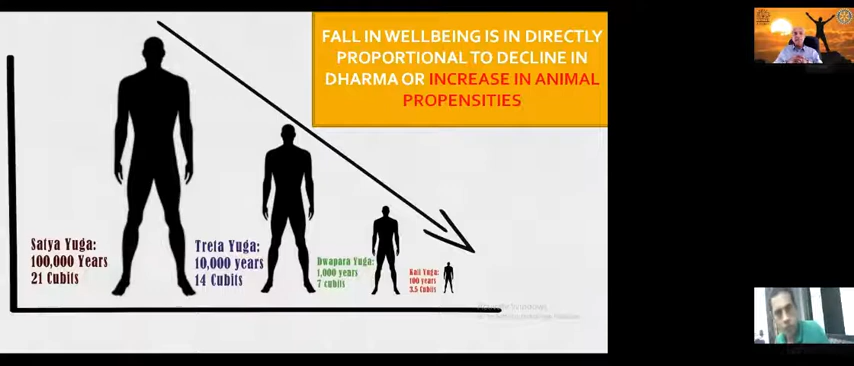 FALL IN WELLBEING IS IN DIRECTLY
PROPORTIONAL TO DECLINE IN
DHARMA OR INCREASE IN ANIMAL
PROPENSITIES
Satya Yuga:
100,000 Years
21 Cubits
Treta Yuga:
10,000 years
14 Cubits
Dwapara Yuga:
1,000 years
7 cubits
Kali Yuga:
100 years
3.5 Cubits